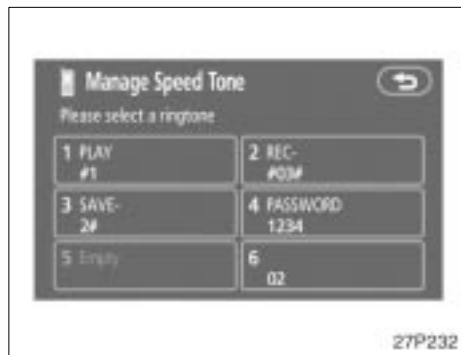 Manage Speed Tone
Please select a ringtone
1 PLAY
#1
2 REC-
#03#
3 SAVE-
2#
4 PASSWORD
1234
5 Empty
6
02
27P232